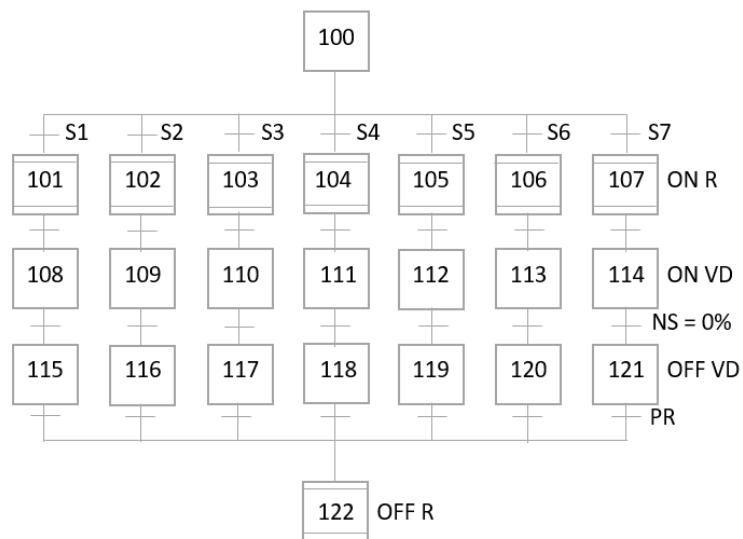 100
S1 S2 S3 S4 S5 S6 S7
101 102 103 104 105 106 107 ON R
108 109 110 111 112 113 114 ON VD
NS = 0%
115 116 117 118 119 120 121 OFF VD
PR
122 OFF R